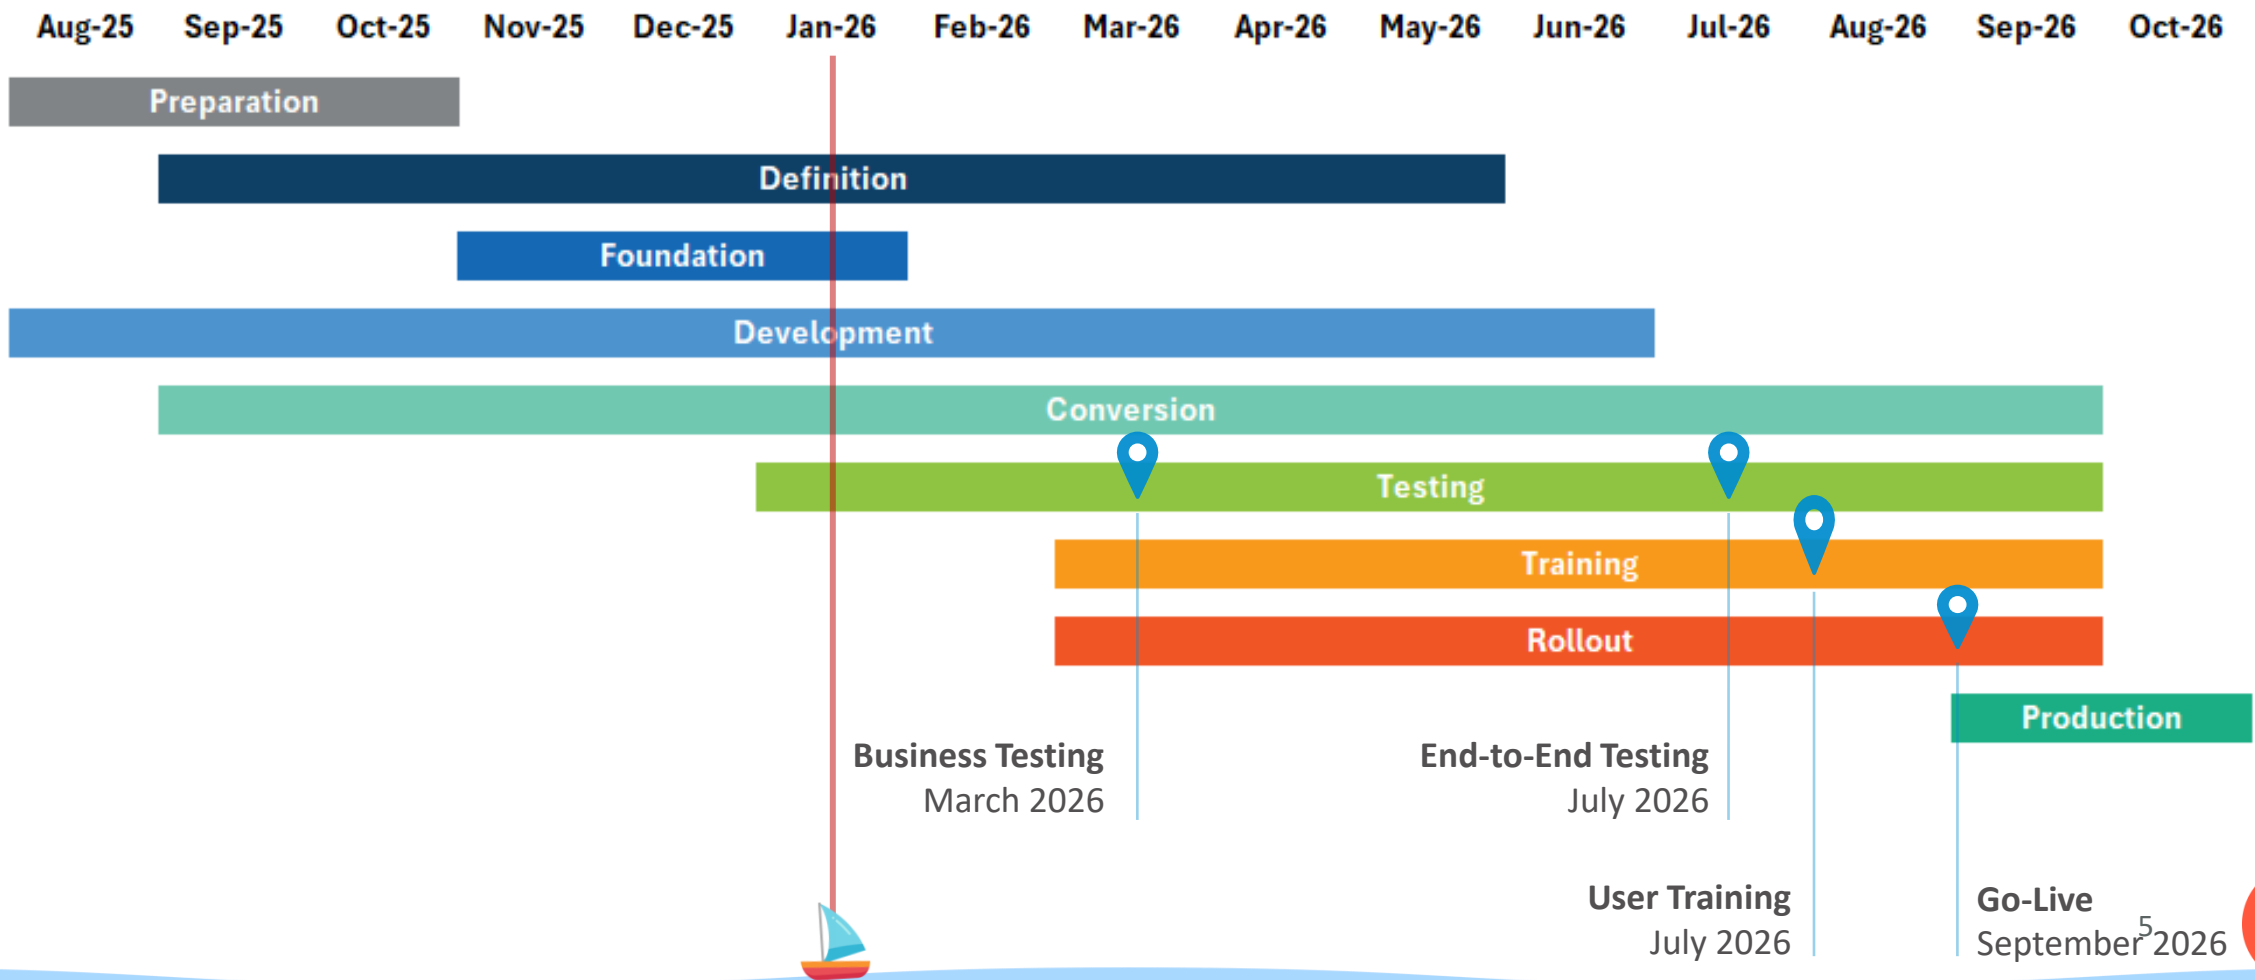 Aug-25 Sep-25 Oct-25 Nov-25 Dec-25 Jan-26 Feb-26 Mar-26 Apr-26 May-26 Jun-26 Jul-26 Aug-26 Sep-26 Oct-26
Preparation
Definition
Foundation
Development
Conversion
Testing
Training
Rollout
Production
Business Testing
March 2026
End-to-End Testing
July 2026
User Training
July 2026
Go-Live
September 2026
5